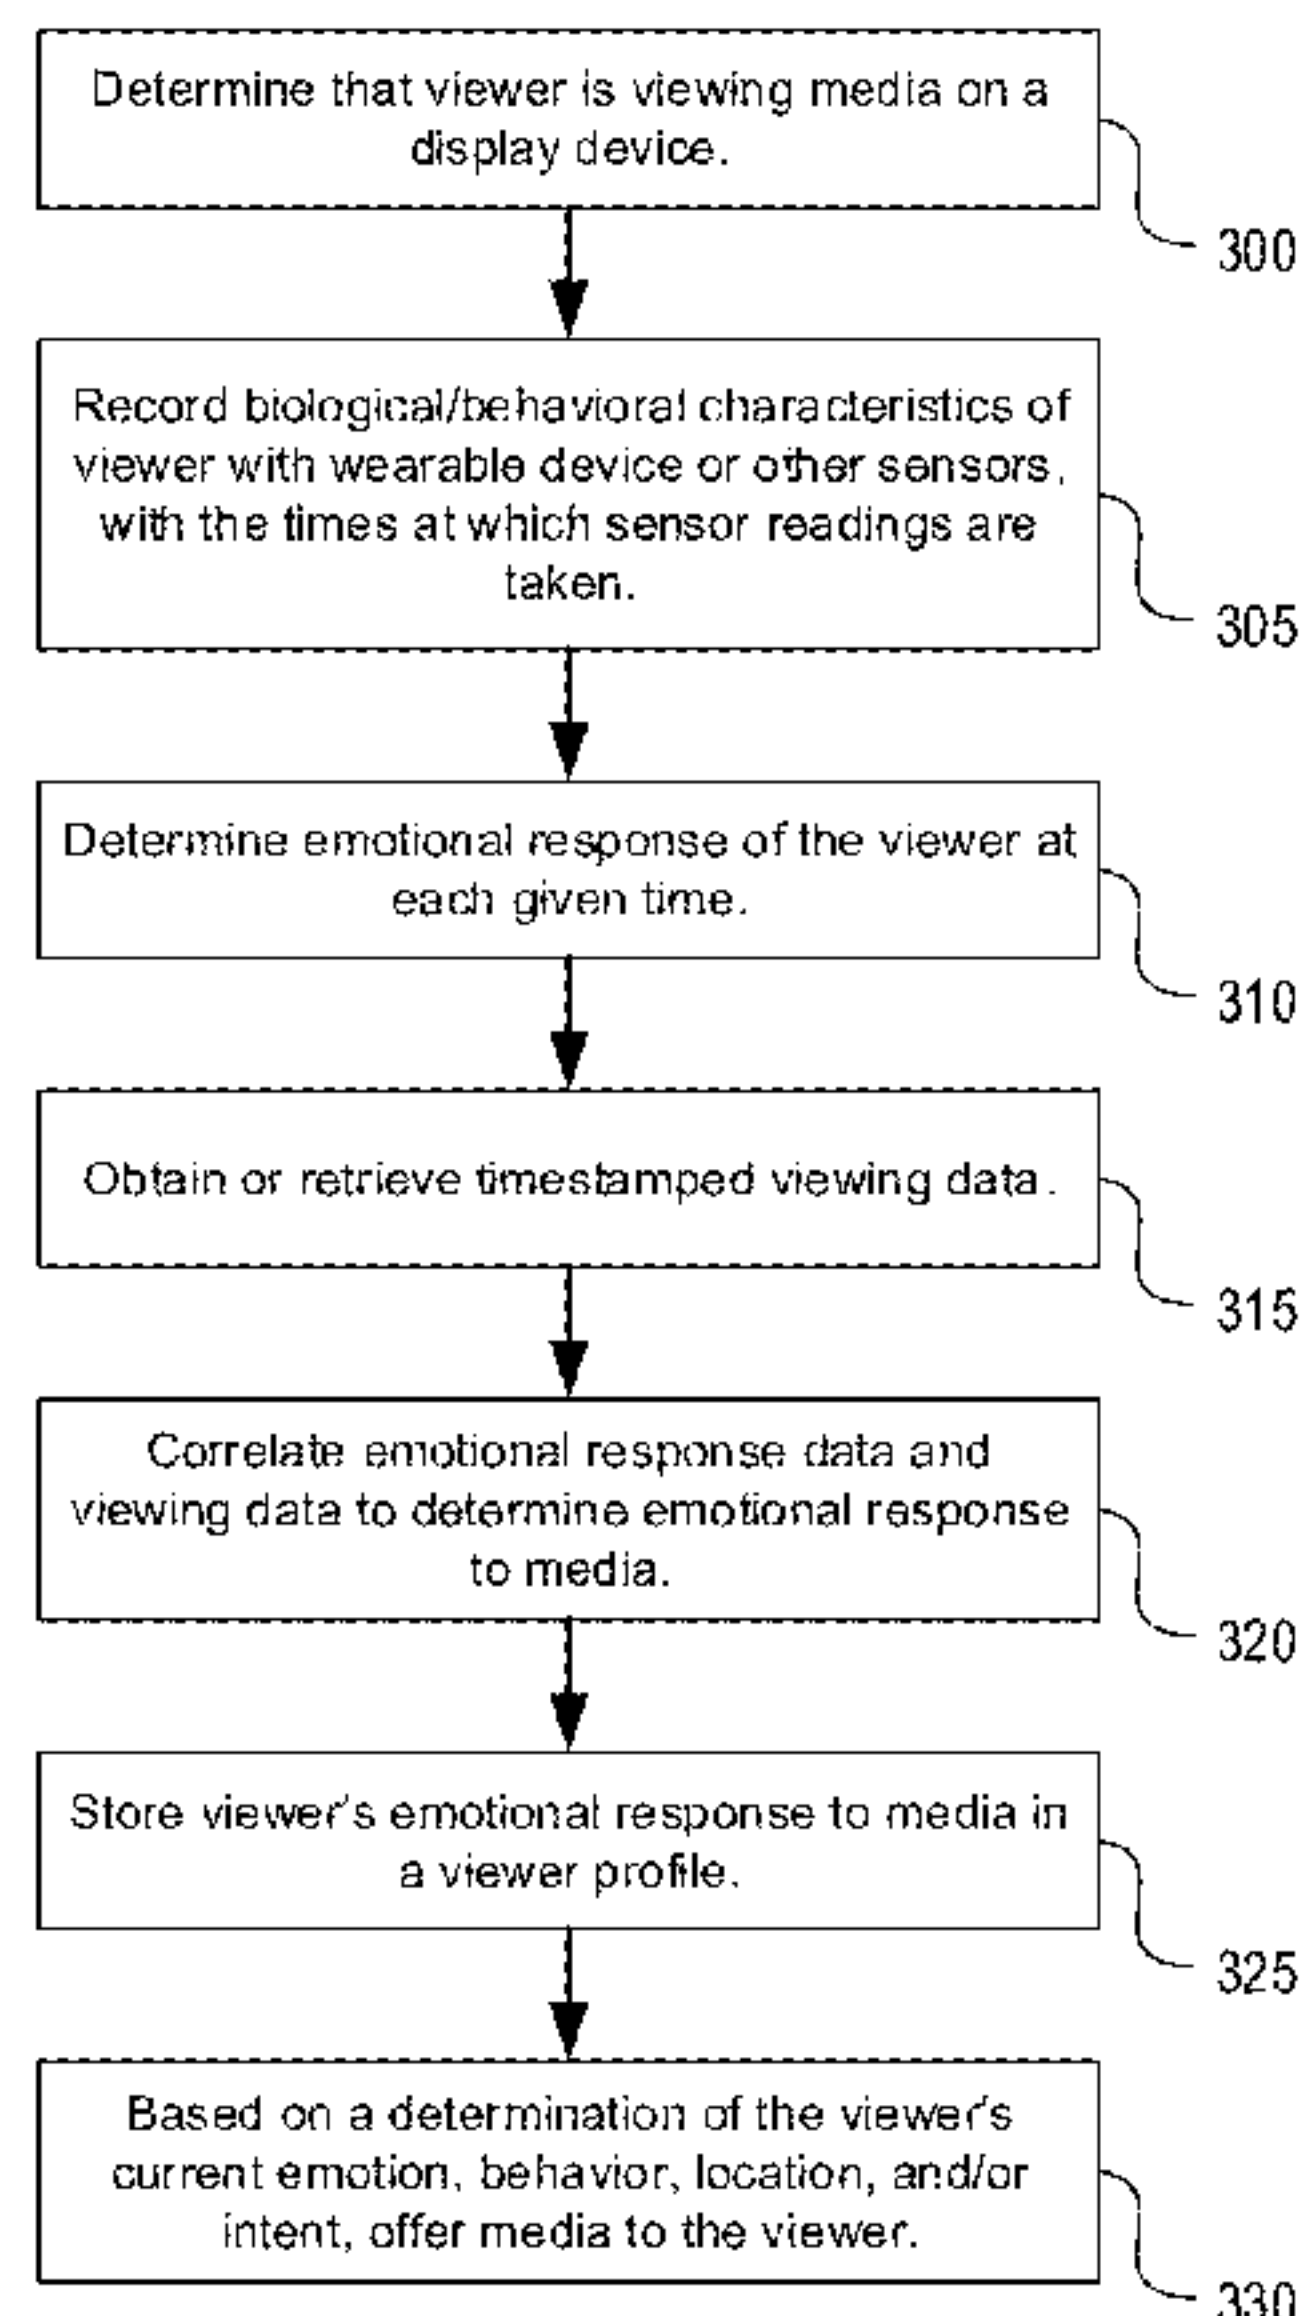 Determine that viewer is viewing media on a
display device.
300
Record biological/behavioral characteristics of
viewer with wearable device or other sensors,
with the times at which sensor readings are
taken.
305
Determine emotional response of the viewer at
each given time.
310
Obtain or retrieve timestamped viewing data.
315
Correlate emotional response data and
viewing data to determine emotional response
to media.
320
Store viewer's emotional response to media in
a viewer profile.
325
Based on a determination of the viewer's
current emotion, behavior, location, and/or
intent, offer media to the viewer.
330